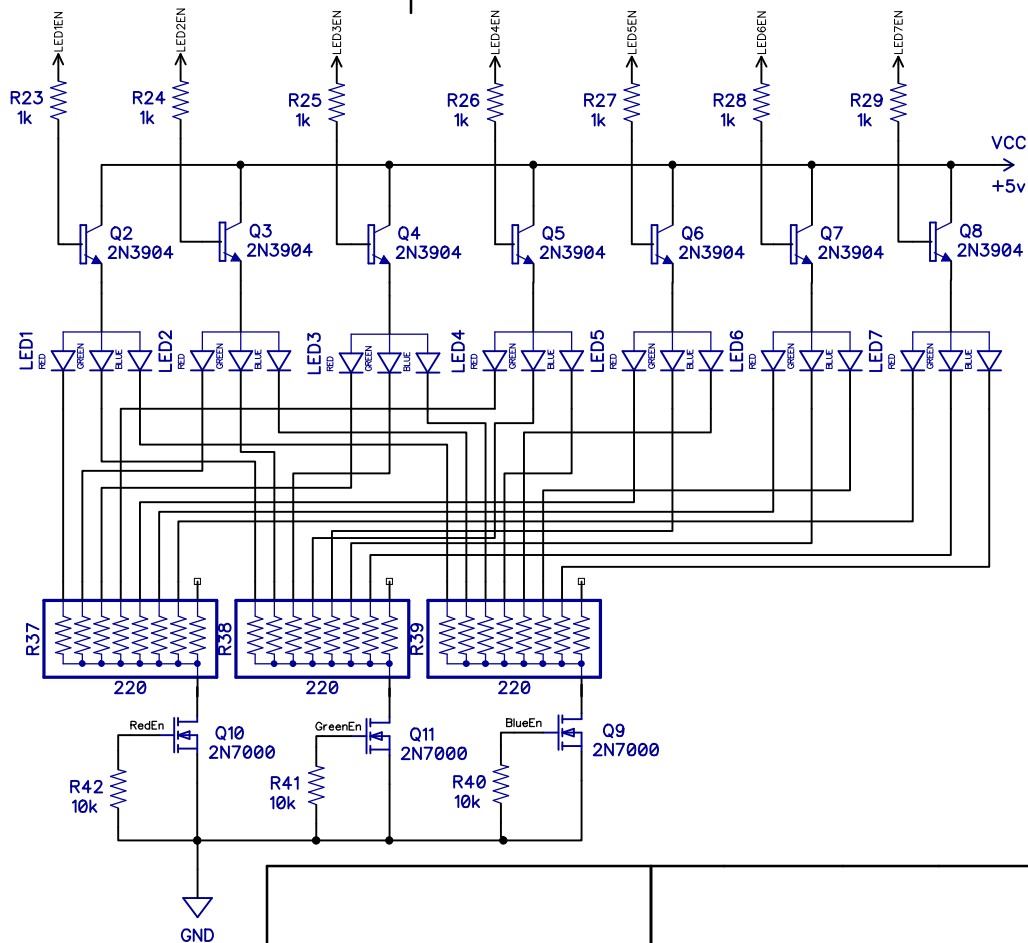 LED1EN
LED2EN
LED3EN
LED4EN
LED5EN
LED6EN
LED7EN
R23
1k
R24
1k
R25
1k
R26
1k
R27
1k
R28
1k
R29
1k
VCC
+5v
Q2
2N3904
Q3
2N3904
Q4
2N3904
Q5
2N3904
Q6
2N3904
Q7
2N3904
Q8
2N3904
LED1
RED
GREEN
BLUE
LED2
RED
GREEN
BLUE
LED3
RED
GREEN
BLUE
LED4
RED
GREEN
BLUE
LED5
RED
GREEN
BLUE
LED6
RED
GREEN
BLUE
LED7
RED
GREEN
BLUE
R37
220
R38
220
R39
220
RedEn
Q10
2N7000
GreenEn
Q11
2N7000
BlueEn
Q9
2N7000
R42
10k
R41
10k
R40
10k
GND